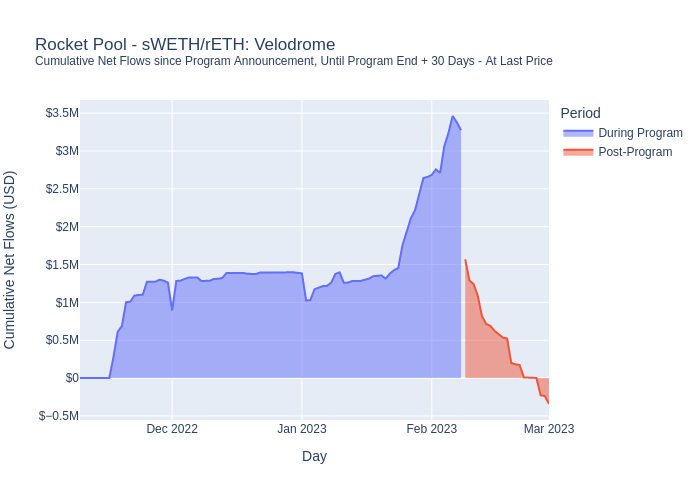 Rocket Pool - sWETH/rETH: Velodrome
Cumulative Net Flows since Program Announcement, Until Program End + 30 Days - At Last Price
Period
During Program
Post-Program
Cumulative Net Flows (USD)
$3.5M
$3M
$2.5M
$2M
$1.5M
$1M
$0.5M
$0
$−0.5M
Dec 2022
Jan 2023
Feb 2023
Mar 2023
Day